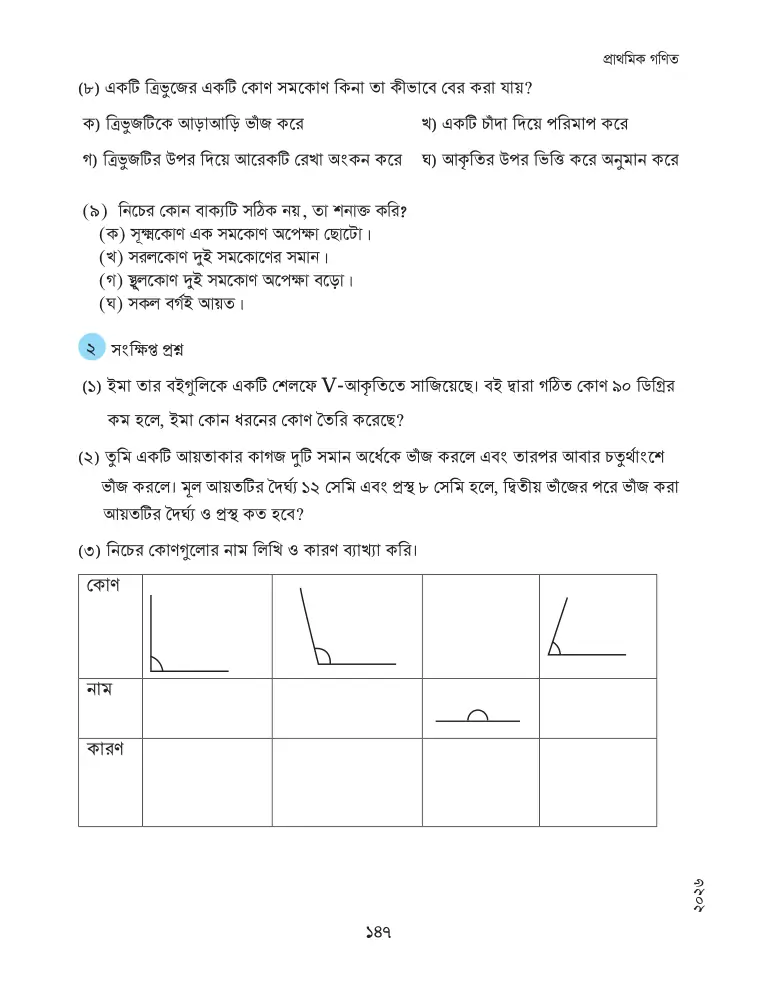 প্রাথমিক গণিত
(৮) একটি ত্রিভুজের একটি কোণ সমকোণ কিনা তা কীভাবে বের করা যায়?
ক) ত্রিভুজটিকে আড়াআড়ি ভাঁজ করে খ) একটি চাঁদা দিয়ে পরিমাপ করে
গ) ত্রিভুজটির উপর দিয়ে আরেকটি রেখা অংকন করে ঘ) আকৃতির উপর ভিত্তি করে অনুমান করে
(৯) নিচের কোন বাক্যটি সঠিক নয়, তা শনাক্ত করি?
(ক) সূক্ষ্মকোণ এক সমকোণ অপেক্ষা ছোটো।
(খ) সরলকোণ দুই সমকোণের সমান।
(গ) স্থূলকোণ দুই সমকোণ অপেক্ষা বড়ো।
(ঘ) সকল বর্গই আয়ত।
২ সংক্ষিপ্ত প্রশ্ন
(১) ইমা তার বইগুলিকে একটি শেলফে V-আকৃতিতে সাজিয়েছে। বই দ্বারা গঠিত কোণ ৯০ ডিগ্রির
কম হলে, ইমা কোন ধরনের কোণ তৈরি করেছে?
(২) তুমি একটি আয়তাকার কাগজ দুটি সমান অর্ধেকে ভাঁজ করলে এবং তারপর আবার চতুর্থাংশে
ভাঁজ করলে। মূল আয়তটির দৈর্ঘ্য ১২ সেমি এবং প্রস্থ ৮ সেমি হলে, দ্বিতীয় ভাঁজের পরে ভাঁজ করা
আয়তটির দৈর্ঘ্য ও প্রস্থ কত হবে?
(৩) নিচের কোণগুলোর নাম লিখি ও কারণ ব্যাখ্যা করি।
কোণ
নাম
কারণ
২০২৬
১৪৭